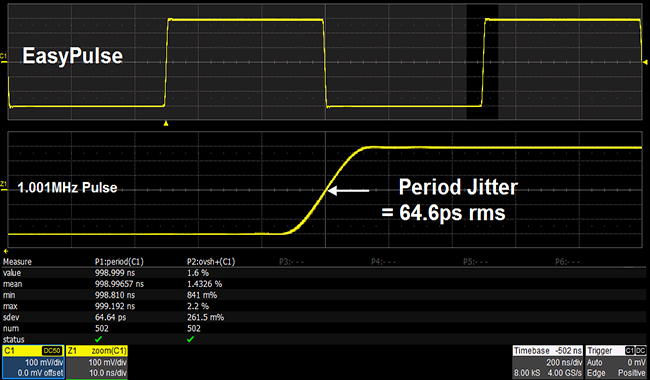 C1
EasyPulse
Z1
1.001MHz Pulse
Period Jitter
= 64.6ps rms
Measure P1:period(C1) P2:ovsh+(C1) P3:- - - P4:- - - P5:- - - P6:- - -
value 998.999 ns 1.6 %
mean 998.99657 ns 1.4326 %
min 998.810 ns 841 m%
max 999.192 ns 2.2 %
sdev 64.64 ps 261.5 m%
num 502 502
status ✔ ✔
C1 DC50 Z1 zoom(C1) Timebase -502 ns Trigger C1 DC
100 mV/div 100 mV/div 200 ns/div Auto 0 mV
0.0 mV offset 10.0 ns/div 8.00 kS 4.00 GS/s Edge Positive